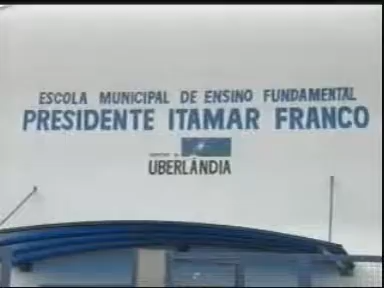 ESCOLA MUNICIPAL DE ENSINO FUNDAMENTAL
PRESIDENTE ITAMAR FRANCO
UBERLÂNDIA